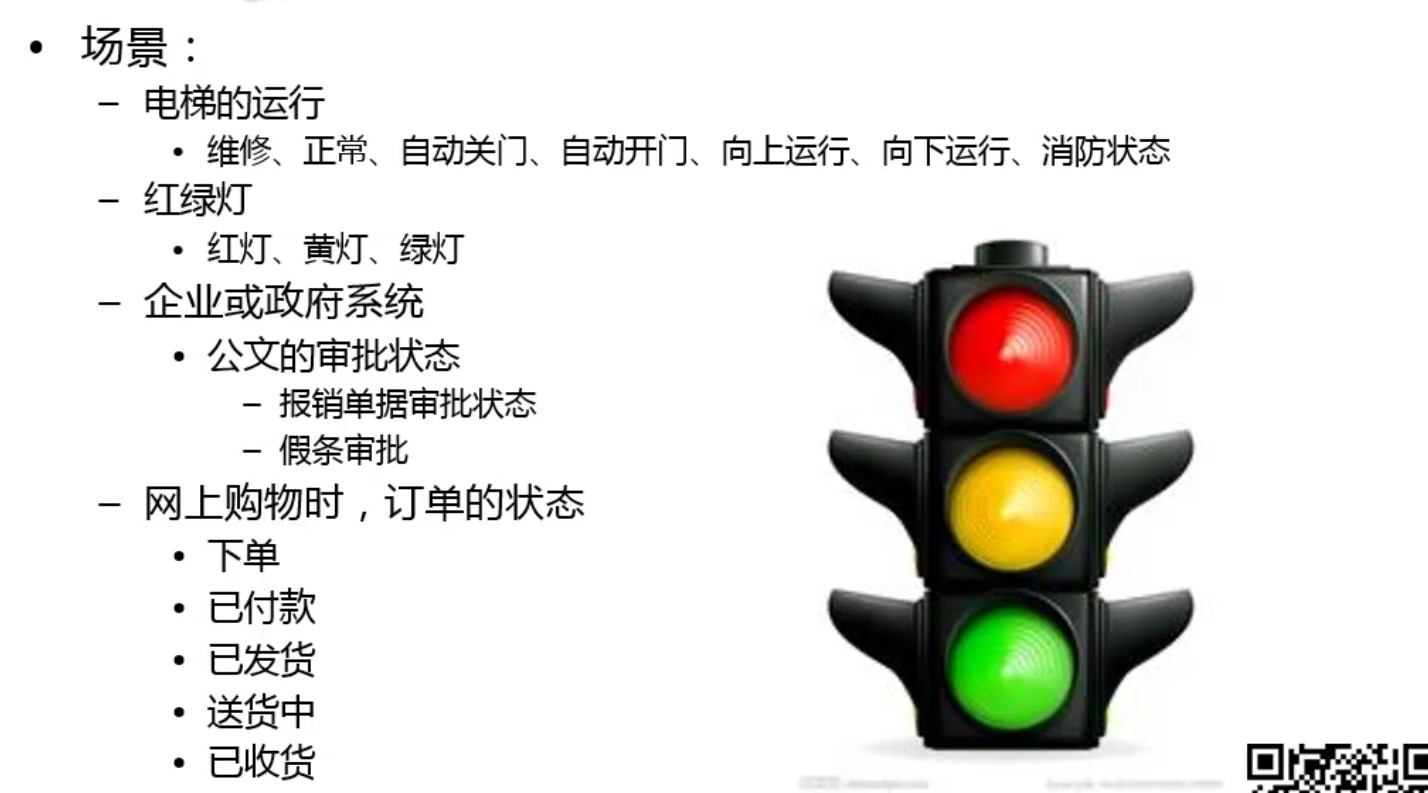 • 场景：
– 电梯的运行
• 维修、正常、自动关门、自动开门、向上运行、向下运行、消防状态
– 红绿灯
• 红灯、黄灯、绿灯
– 企业或政府系统
• 公文的审批状态
– 报销单据审批状态
– 假条审批
– 网上购物时，订单的状态
• 下单
• 已付款
• 已发货
• 送货中
• 已收货